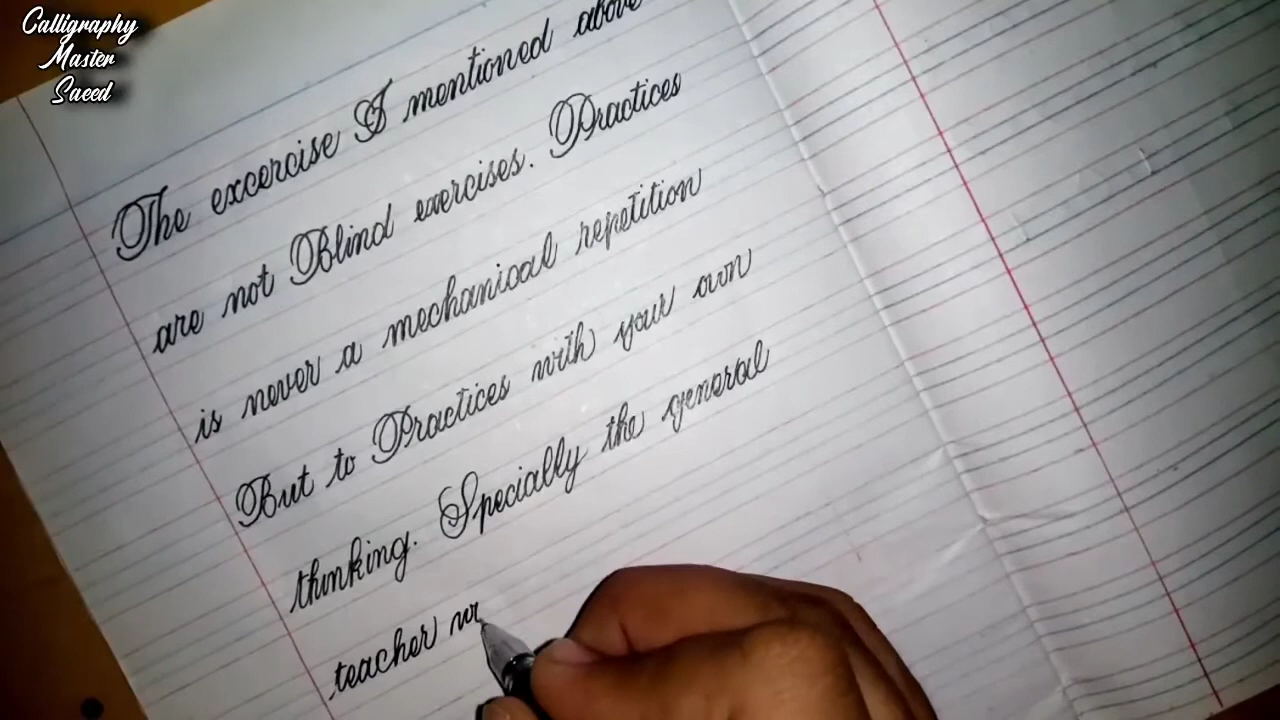 Calligraphy
Master
Saeed
The excercise I mentioned above
are not Blind exercises. Practices
is never a mechanical repetition
But to Practices with your own
thinking. Specially the general
teacher wr